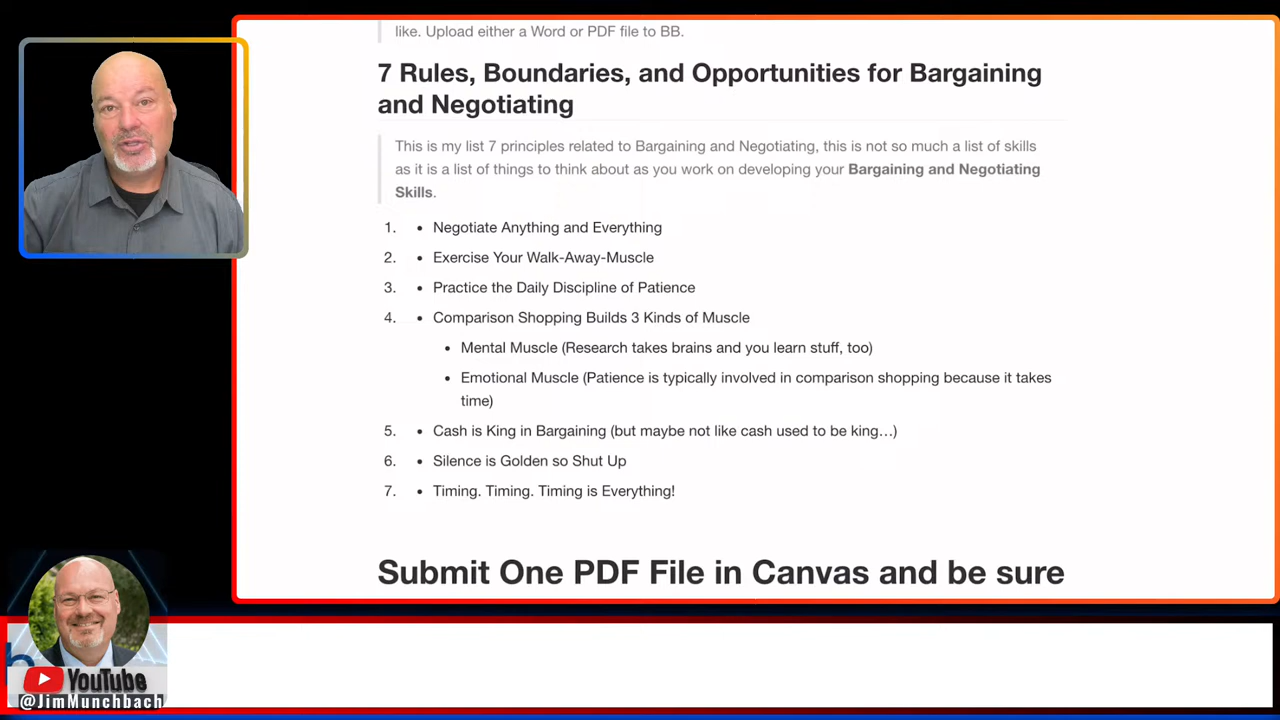 like. Upload either a Word or PDF file to BB.
7 Rules, Boundaries, and Opportunities for Bargaining
and Negotiating
This is my list 7 principles related to Bargaining and Negotiating, this is not so much a list of skills
as it is a list of things to think about as you work on developing your Bargaining and Negotiating
Skills.
1. • Negotiate Anything and Everything
2. • Exercise Your Walk-Away-Muscle
3. • Practice the Daily Discipline of Patience
4. • Comparison Shopping Builds 3 Kinds of Muscle
• Mental Muscle (Research takes brains and you learn stuff, too)
• Emotional Muscle (Patience is typically involved in comparison shopping because it takes
time)
5. • Cash is King in Bargaining (but maybe not like cash used to be king…)
6. • Silence is Golden so Shut Up
7. • Timing. Timing. Timing is Everything!
Submit One PDF File in Canvas and be sure
YouTube
@JimMunchbach